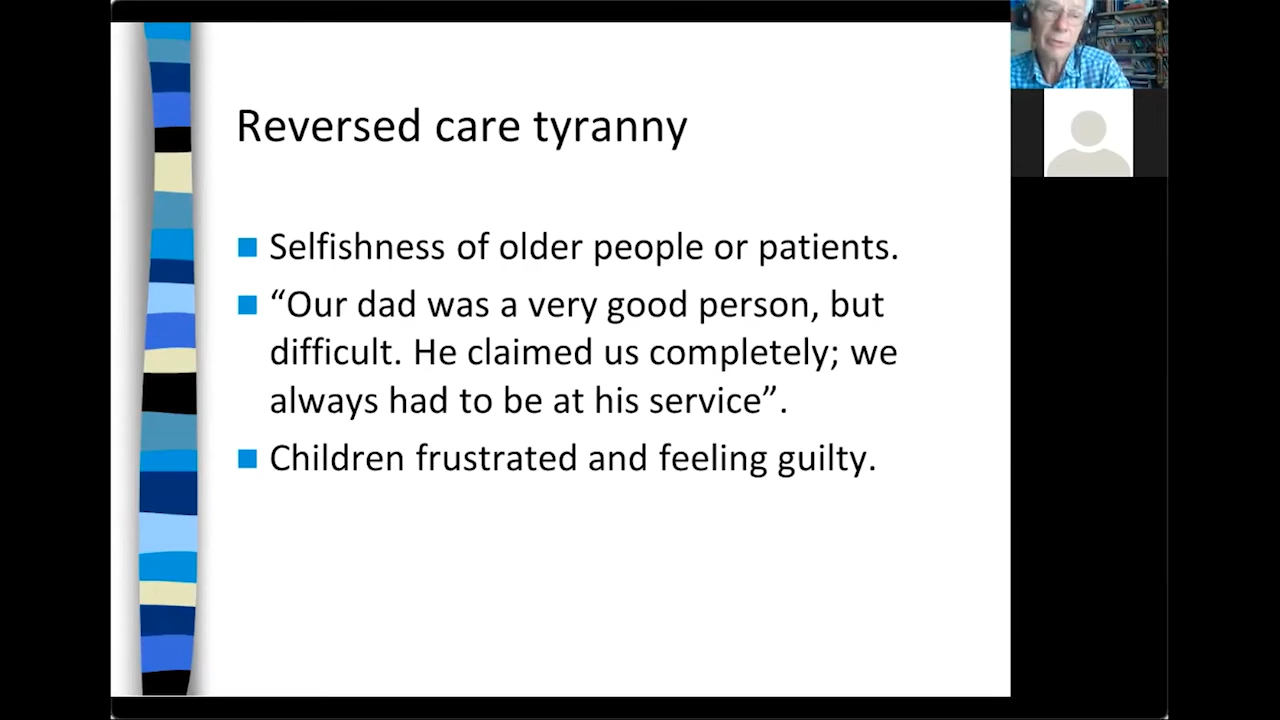 Reversed care tyranny
Selfishness of older people or patients.
“Our dad was a very good person, but
difficult. He claimed us completely; we
always had to be at his service”.
Children frustrated and feeling guilty.